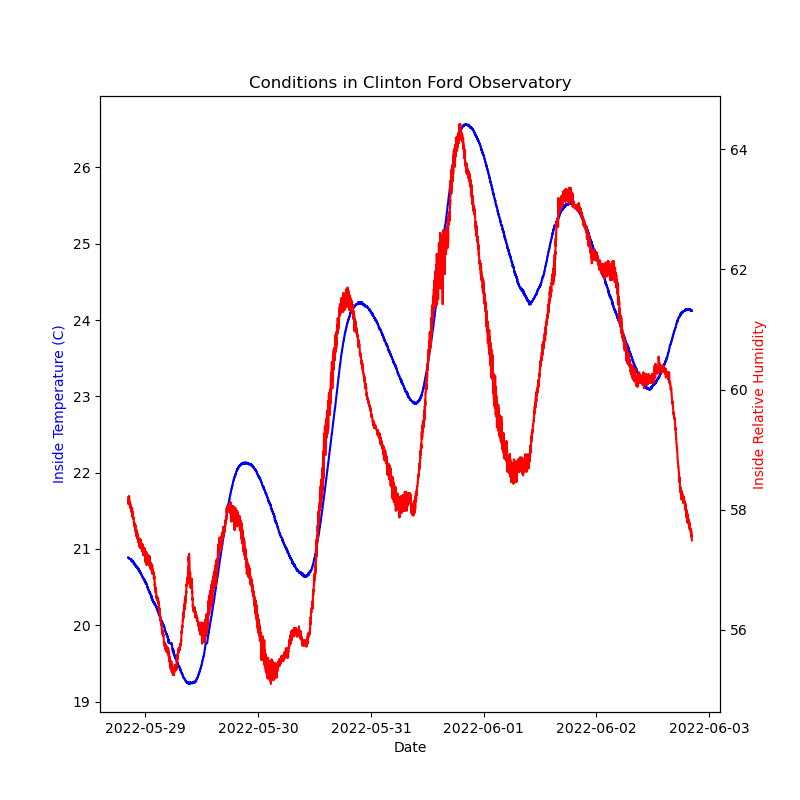 Conditions in Clinton Ford Observatory
Inside Temperature (C)
26
25
24
23
22
21
20
19
64
62
60
58
56
Inside Relative Humidity
2022-05-29 2022-05-30 2022-05-31 2022-06-01 2022-06-02 2022-06-03
Date